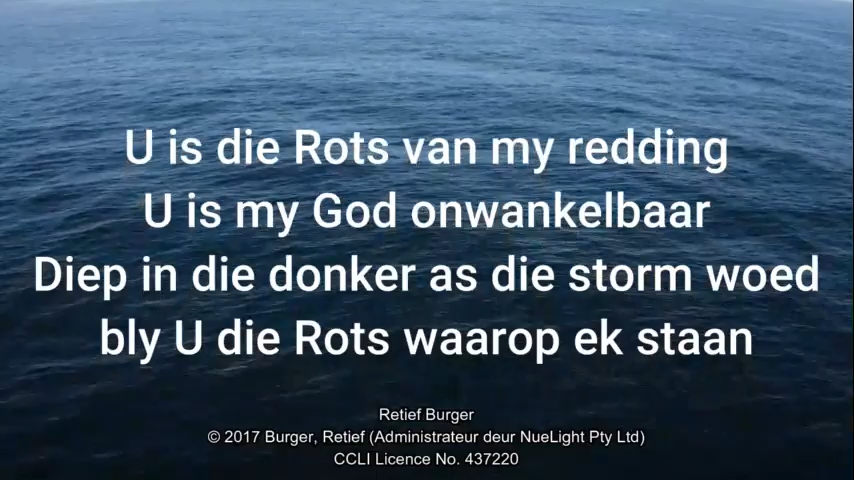 U is die Rots van my redding
U is my God onwankelbaar
Diep in die donker as die storm woed
bly U die Rots waarop ek staan
Retief Burger
© 2017 Burger, Retief (Administrateur deur NueLight Pty Ltd)
CCLI Licence No. 437220